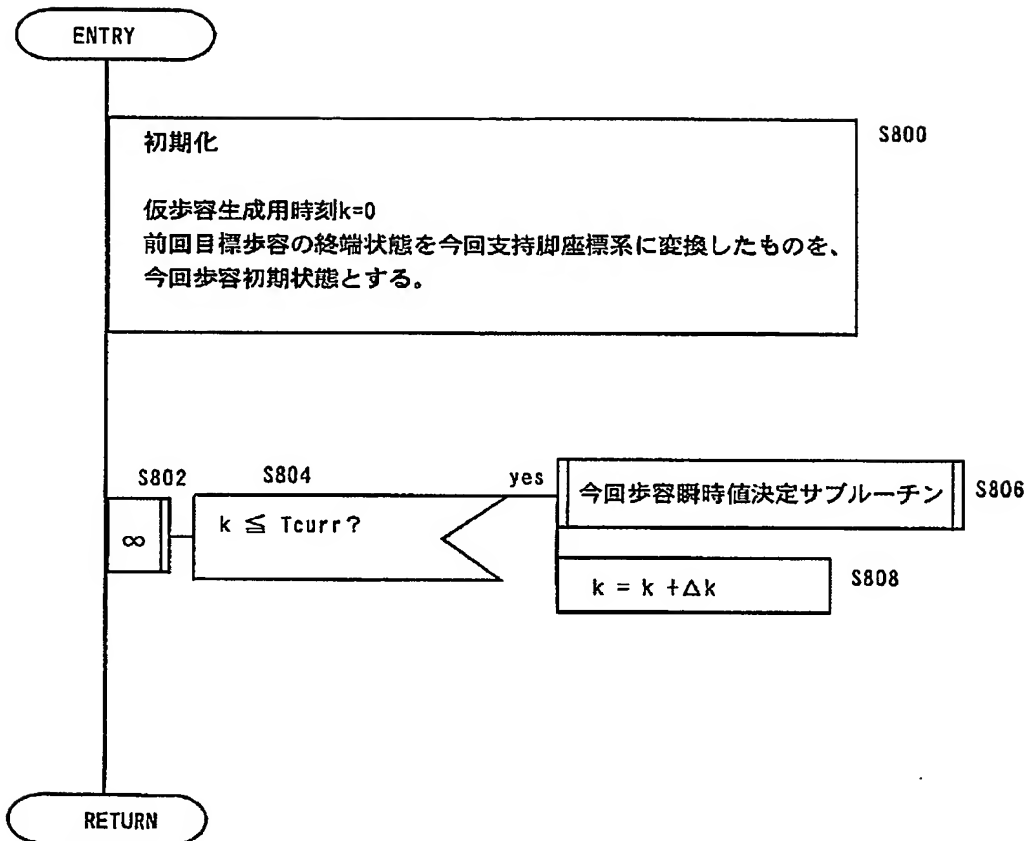 ENTRY
初期化
S800
仮歩容生成用時刻k=0
前回目標歩容の終端状態を今回支持脚座標系に変換したものを、
今回歩容初期状態とする。
S802
S804
yes
∞
k ≦ Tcurr?
今回歩容瞬時値決定サブルーチン
S806
k = k +Δk
S808
RETURN